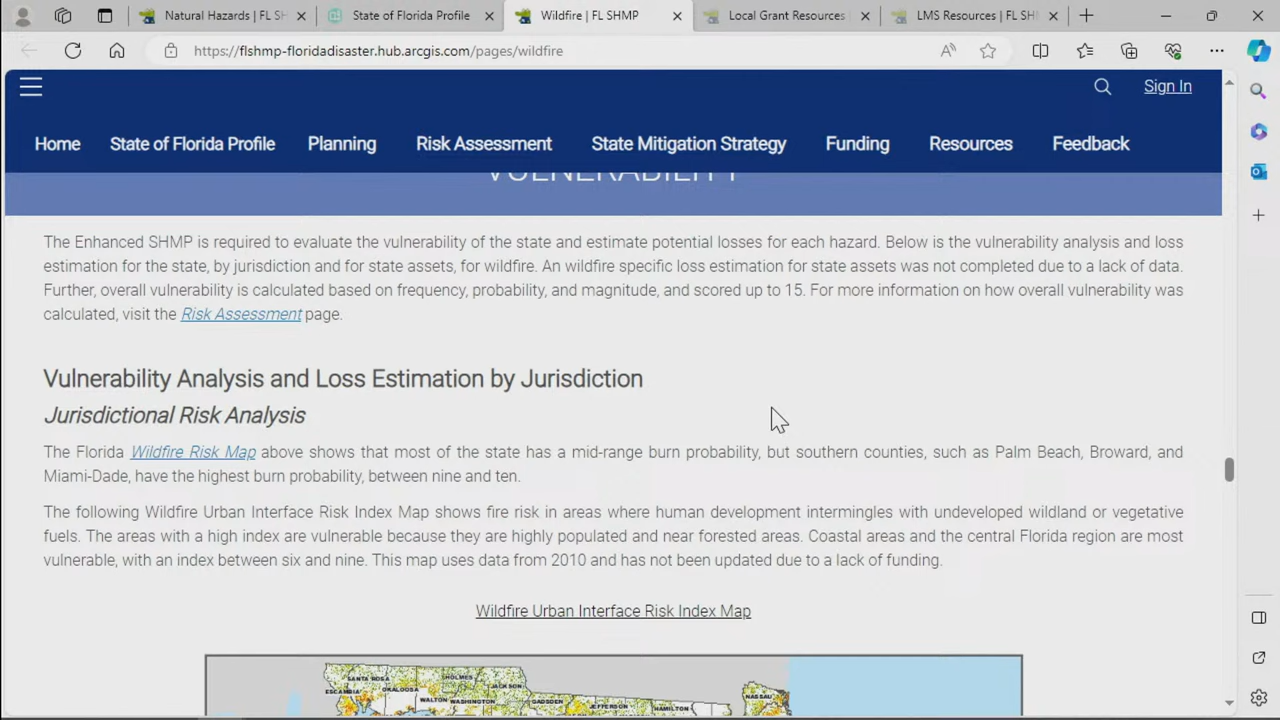 Natural Hazards | FL SH
State of Florida Profile
Wildfire | FL SHMP
Local Grant Resources |
LMS Resources | FL SH
https://flshmp-floridadisaster.hub.arcgis.com/pages/wildfire
Sign In
Home State of Florida Profile Planning Risk Assessment State Mitigation Strategy Funding Resources Feedback
VULNERABILITY
The Enhanced SHMP is required to evaluate the vulnerability of the state and estimate potential losses for each hazard. Below is the vulnerability analysis and loss
estimation for the state, by jurisdiction and for state assets, for wildfire. An wildfire specific loss estimation for state assets was not completed due to a lack of data.
Further, overall vulnerability is calculated based on frequency, probability, and magnitude, and scored up to 15. For more information on how overall vulnerability was
calculated, visit the Risk Assessment page.
Vulnerability Analysis and Loss Estimation by Jurisdiction
Jurisdictional Risk Analysis
The Florida Wildfire Risk Map above shows that most of the state has a mid-range burn probability, but southern counties, such as Palm Beach, Broward, and
Miami-Dade, have the highest burn probability, between nine and ten.
The following Wildfire Urban Interface Risk Index Map shows fire risk in areas where human development intermingles with undeveloped wildland or vegetative
fuels. The areas with a high index are vulnerable because they are highly populated and near forested areas. Coastal areas and the central Florida region are most
vulnerable, with an index between six and nine. This map uses data from 2010 and has not been updated due to a lack of funding.
Wildfire Urban Interface Risk Index Map
SANTA ROSA
HOLMES
JACKSON
ESCAMBIA
OKALOOSA
WALTON
WASHINGTON
GADSDEN
JEFFERSON
HAMILTON
NASSAU